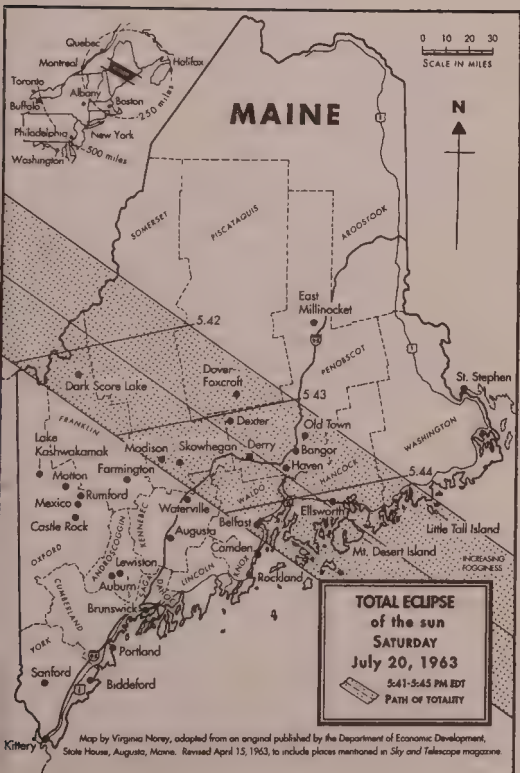 Quebec
Montreal
Halifax
Toronto
Albany
Buffalo
Boston
250 miles
New York
Philadelphia
500 miles
Washington
0 10 20 30
SCALE IN MILES
MAINE
N
1
SOMERSET
PISCATAQUIS
AROOSTOOK
East
Millinocket
5.42
95
PENOBSCOT
1
Dark Score Lake
Dover-
Foxcroft
5.43
St. Stephen
FRANKLIN
Dexter
Old Town
WASHINGTON
Lake
Kashwakamak
Madison
Skowhegan
Derry
Bangor
Haven
HANCOCK
5.44
Motton
Farmington
WALDO
Rumford
Mexico
Waterville
Ellsworth
Castle Rock
KENNEBEC
Belfast
Little Tall Island
ANDROSCOGGIN
Augusta
Mt. Desert Island
INCREASING
FOGGINESS
OXFORD
Camden
Lewiston
LINCOLN
KNOX
Rockland
Auburn
CUMBERLAND
Brunswick
YORK
Portland
Sanford
95
1
Biddeford
Kittery
TOTAL ECLIPSE
of the sun
SATURDAY
July 20, 1963
5:41-5:45 PM EDT
PATH OF TOTALITY
Map by Virginia Norey, adapted from an original published by the Department of Economic Development,
State House, Augusta, Maine. Revised April 15, 1963, to include places mentioned in Sky and Telescope magazine.